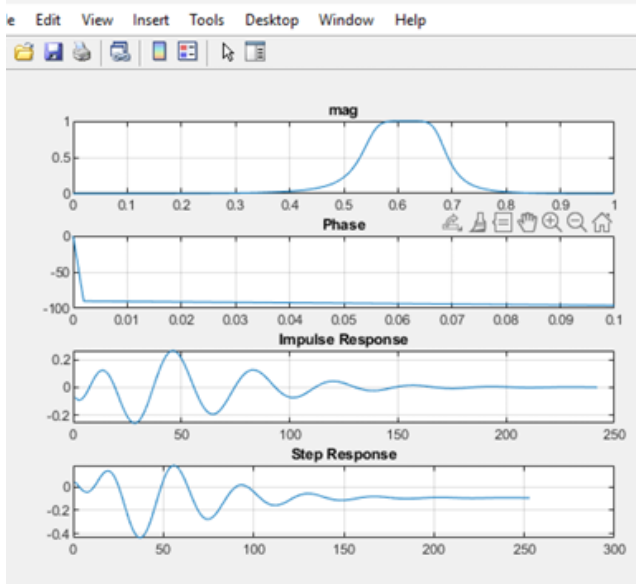 e Edit View Insert Tools Desktop Window Help
mag
1
0.5
0
0 0.1 0.2 0.3 0.4 0.5 0.6 0.7 0.8 0.9 1
Phase
0
-50
-100
0 0.01 0.02 0.03 0.04 0.05 0.06 0.07 0.08 0.09 0.1
Impulse Response
0.2
0
-0.2
0 50 100 150 200 250
Step Response
0
-0.2
-0.4
0 50 100 150 200 250 300